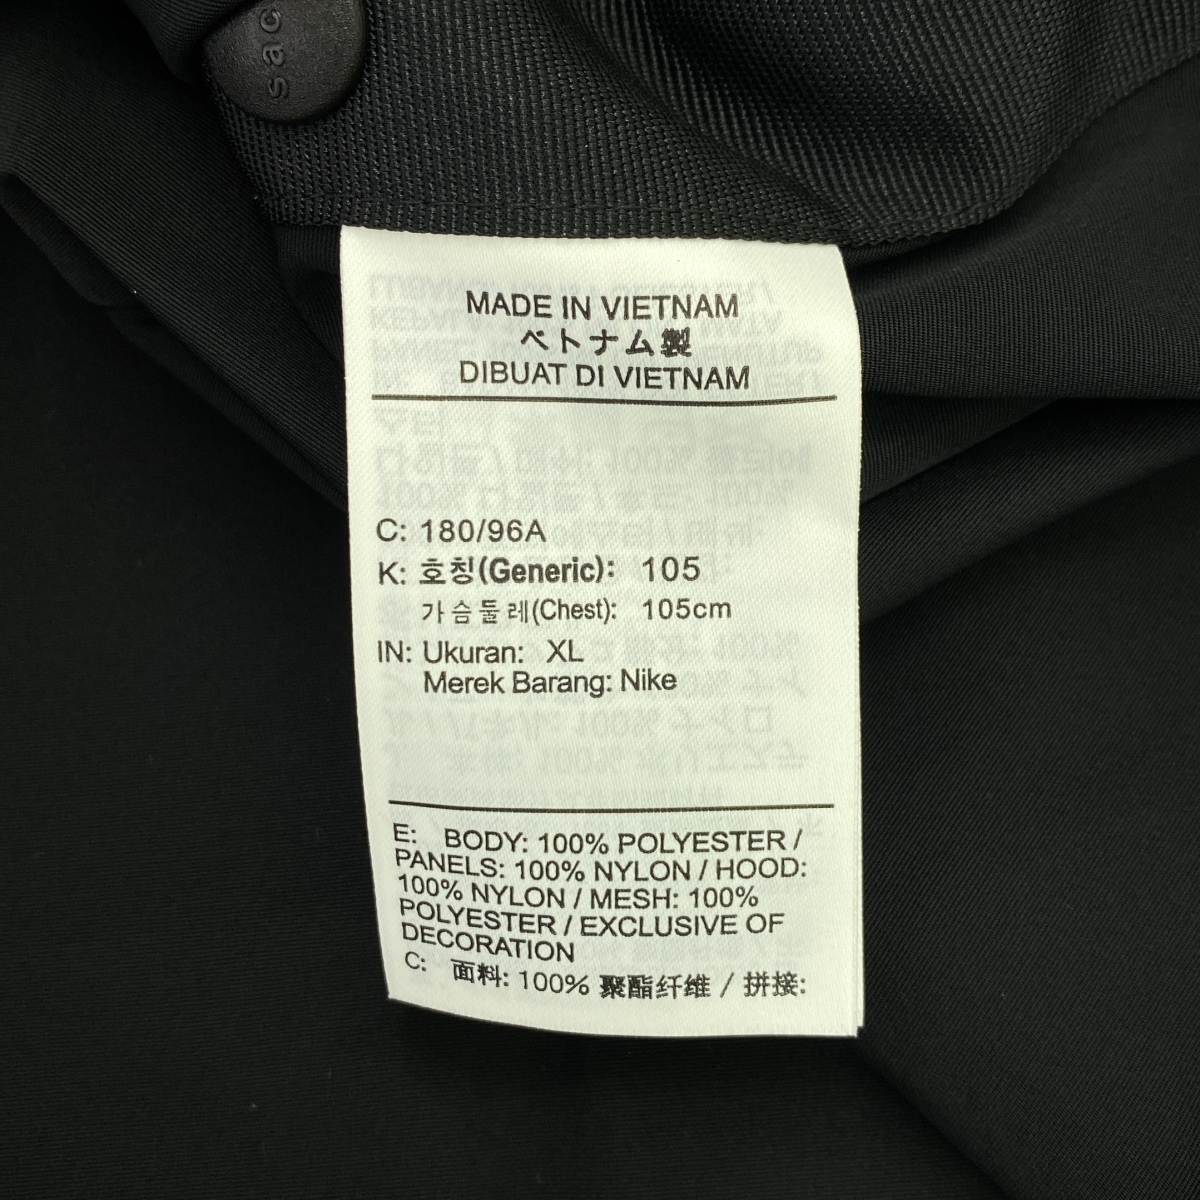 sac
MADE IN VIETNAM
ベトナム製
DIBUAT DI VIETNAM
C: 180/96A
K: 호칭(Generic): 105
가슴둘레(Chest): 105cm
IN: Ukuran: XL
Merek Barang: Nike
E: BODY: 100% POLYESTER /
PANELS: 100% NYLON / HOOD:
100% NYLON / MESH: 100%
POLYESTER / EXCLUSIVE OF
DECORATION
C: 面料: 100% 聚酯纤维 / 拼接: